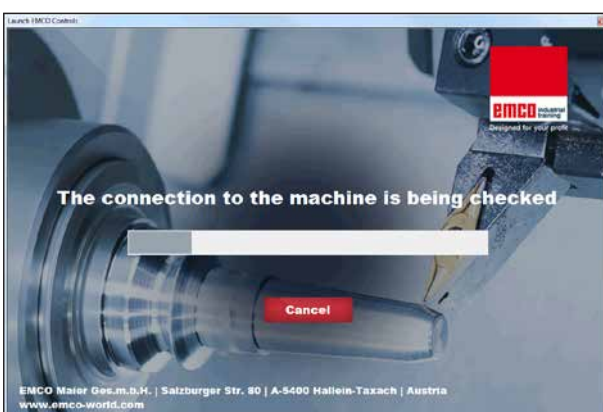 Launch EMCO Controls
emco industrial
training
Designed for your profit
The connection to the machine is being checked
Cancel
EMCO Maier Ges.m.b.H. | Salzburger Str. 80 | A-5400 Hallein-Taxach | Austria
www.emco-world.com